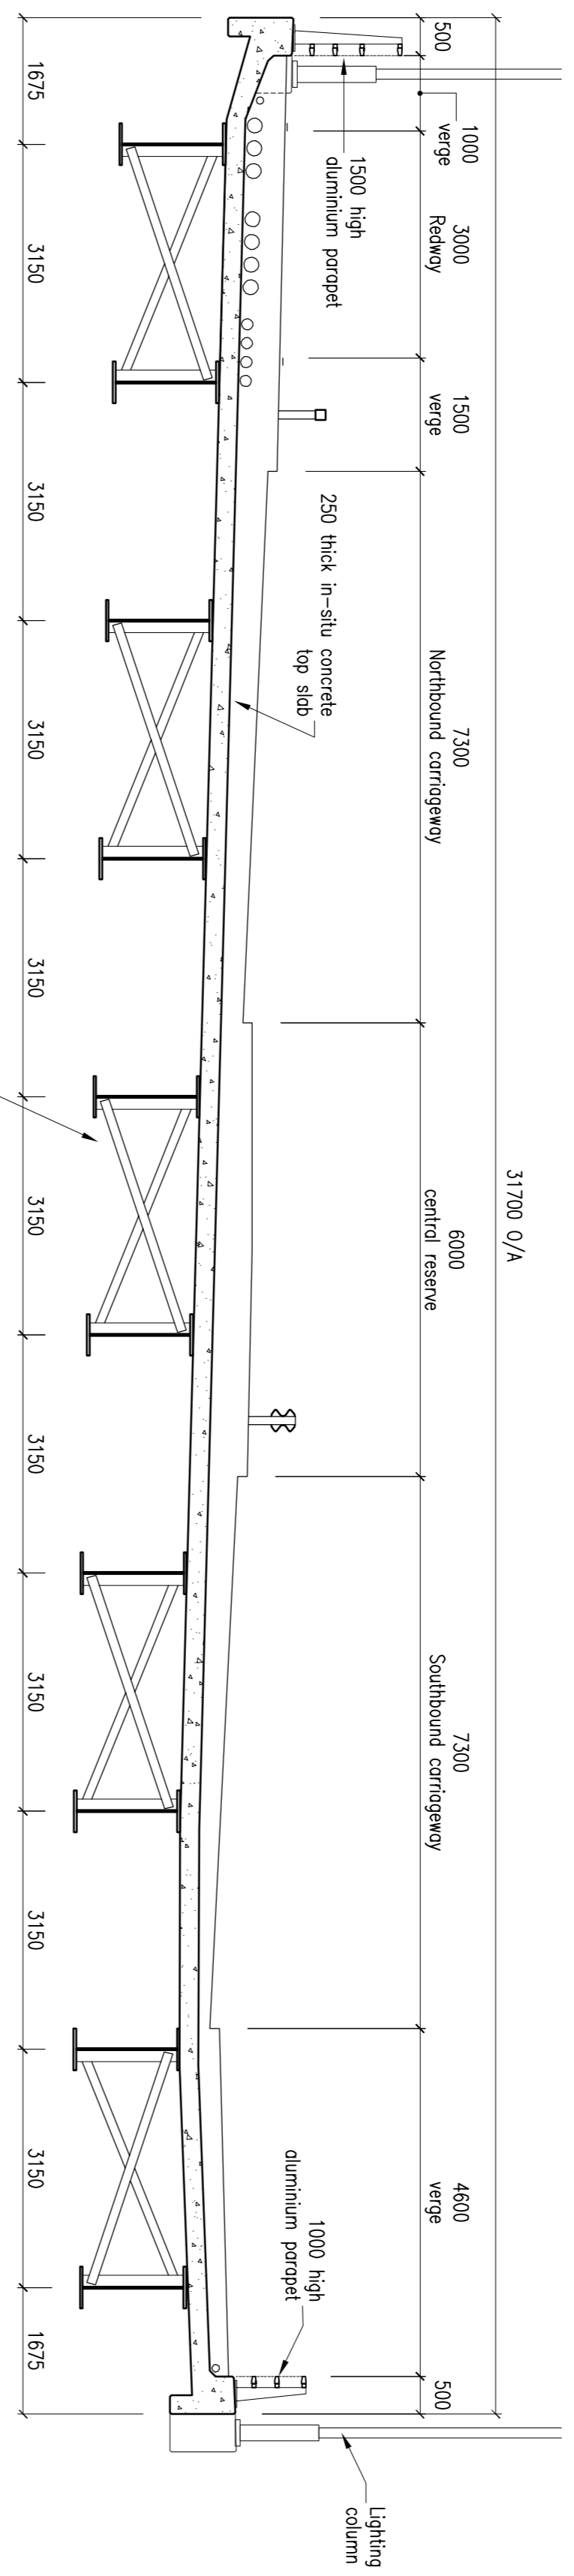 31700 O/A
500
1000
verge
3000
Redway
1500
verge
7300
Northbound carriageway
6000
central reserve
7300
Southbound carriageway
4600
verge
500
1500 high
aluminium parapet
250 thick in-situ concrete
top slab
1000 high
aluminium parapet
Lighting
column
1675
3150
3150
3150
3150
3150
3150
3150
3150
3150
1675